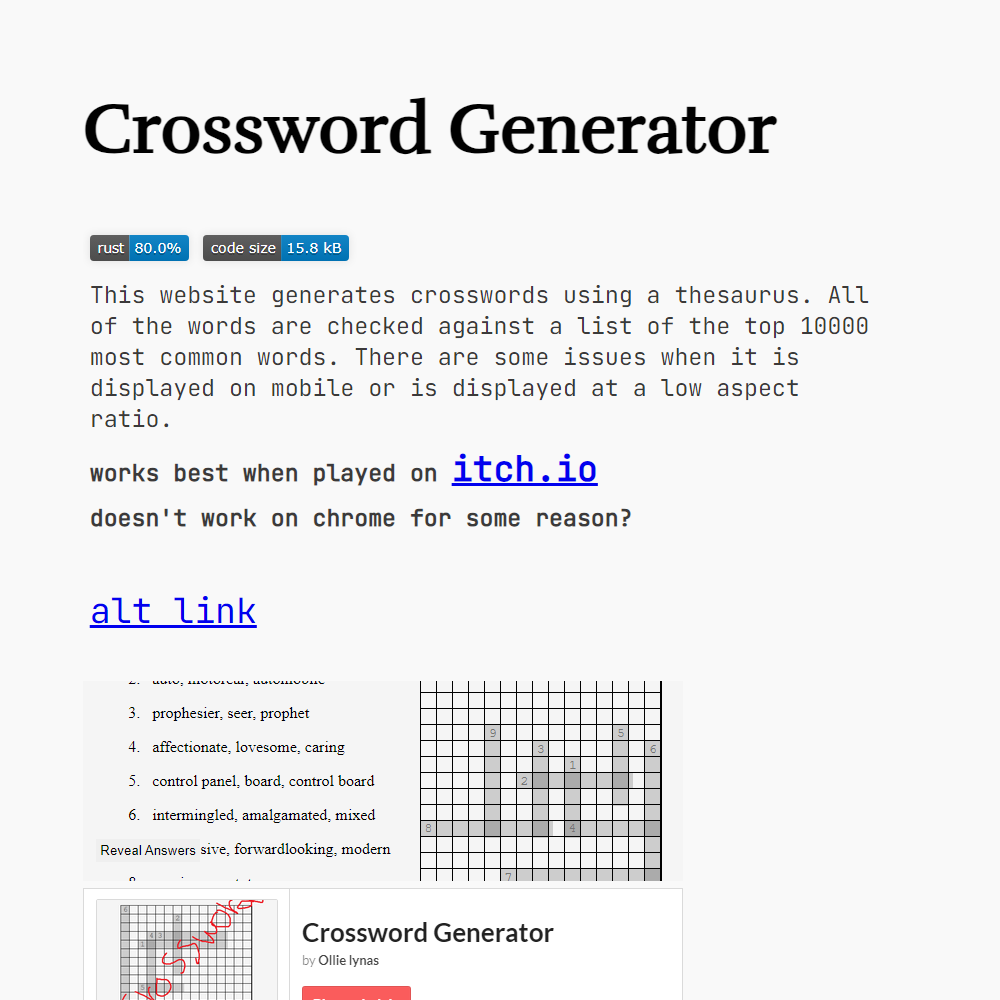 Crossword Generator
rust 80.0% code size 15.8 kB
This website generates crosswords using a thesaurus. All
of the words are checked against a list of the top 10000
most common words. There are some issues when it is
displayed on mobile or is displayed at a low aspect
ratio.
works best when played on itch.io
doesn't work on chrome for some reason?
alt link
2. auto, motorcar, automobile
3. prophesier, seer, prophet
4. affectionate, lovesome, caring
5. control panel, board, control board
6. intermingled, amalgamated, mixed
Reveal Answers sive, forwardlooking, modern
9 5
3 6
1
2
8 4
7
Crossword Generator
by Ollie lynas